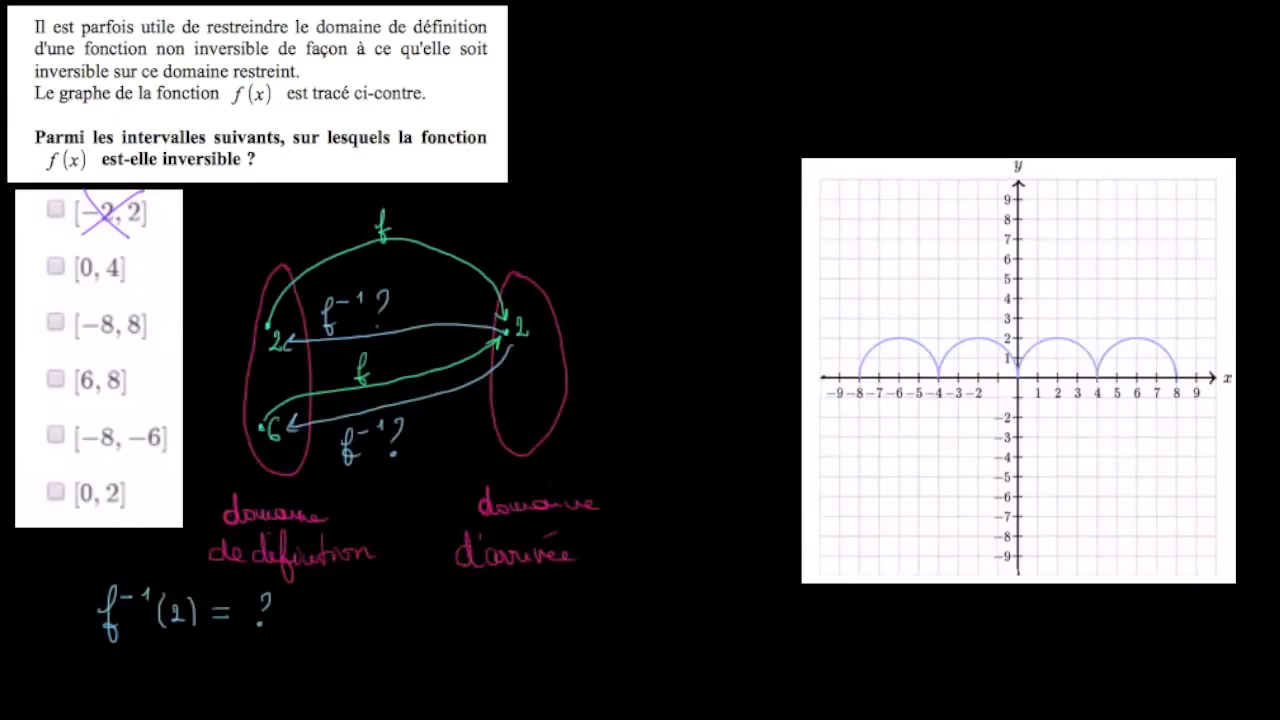 Il est parfois utile de restreindre le domaine de définition
d'une fonction non inversible de façon à ce qu'elle soit
inversible sur ce domaine restreint.
Le graphe de la fonction f(x) est tracé ci-contre.
Parmi les intervalles suivants, sur lesquels la fonction
f(x) est-elle inversible ?
[−2, 2]
[0, 4]
[−8, 8]
[6, 8]
[−8, −6]
[0, 2]
f
f⁻¹ ?
2
2
f
6
f⁻¹ ?
domaine
de définition
domaine
d'arrivée
f⁻¹(2) = ?
y
9
8
7
6
5
4
3
2
1
−9 −8 −7 −6 −5 −4 −3 −2 1 2 3 4 5 6 7 8 9 x
−2
−3
−4
−5
−6
−7
−8
−9